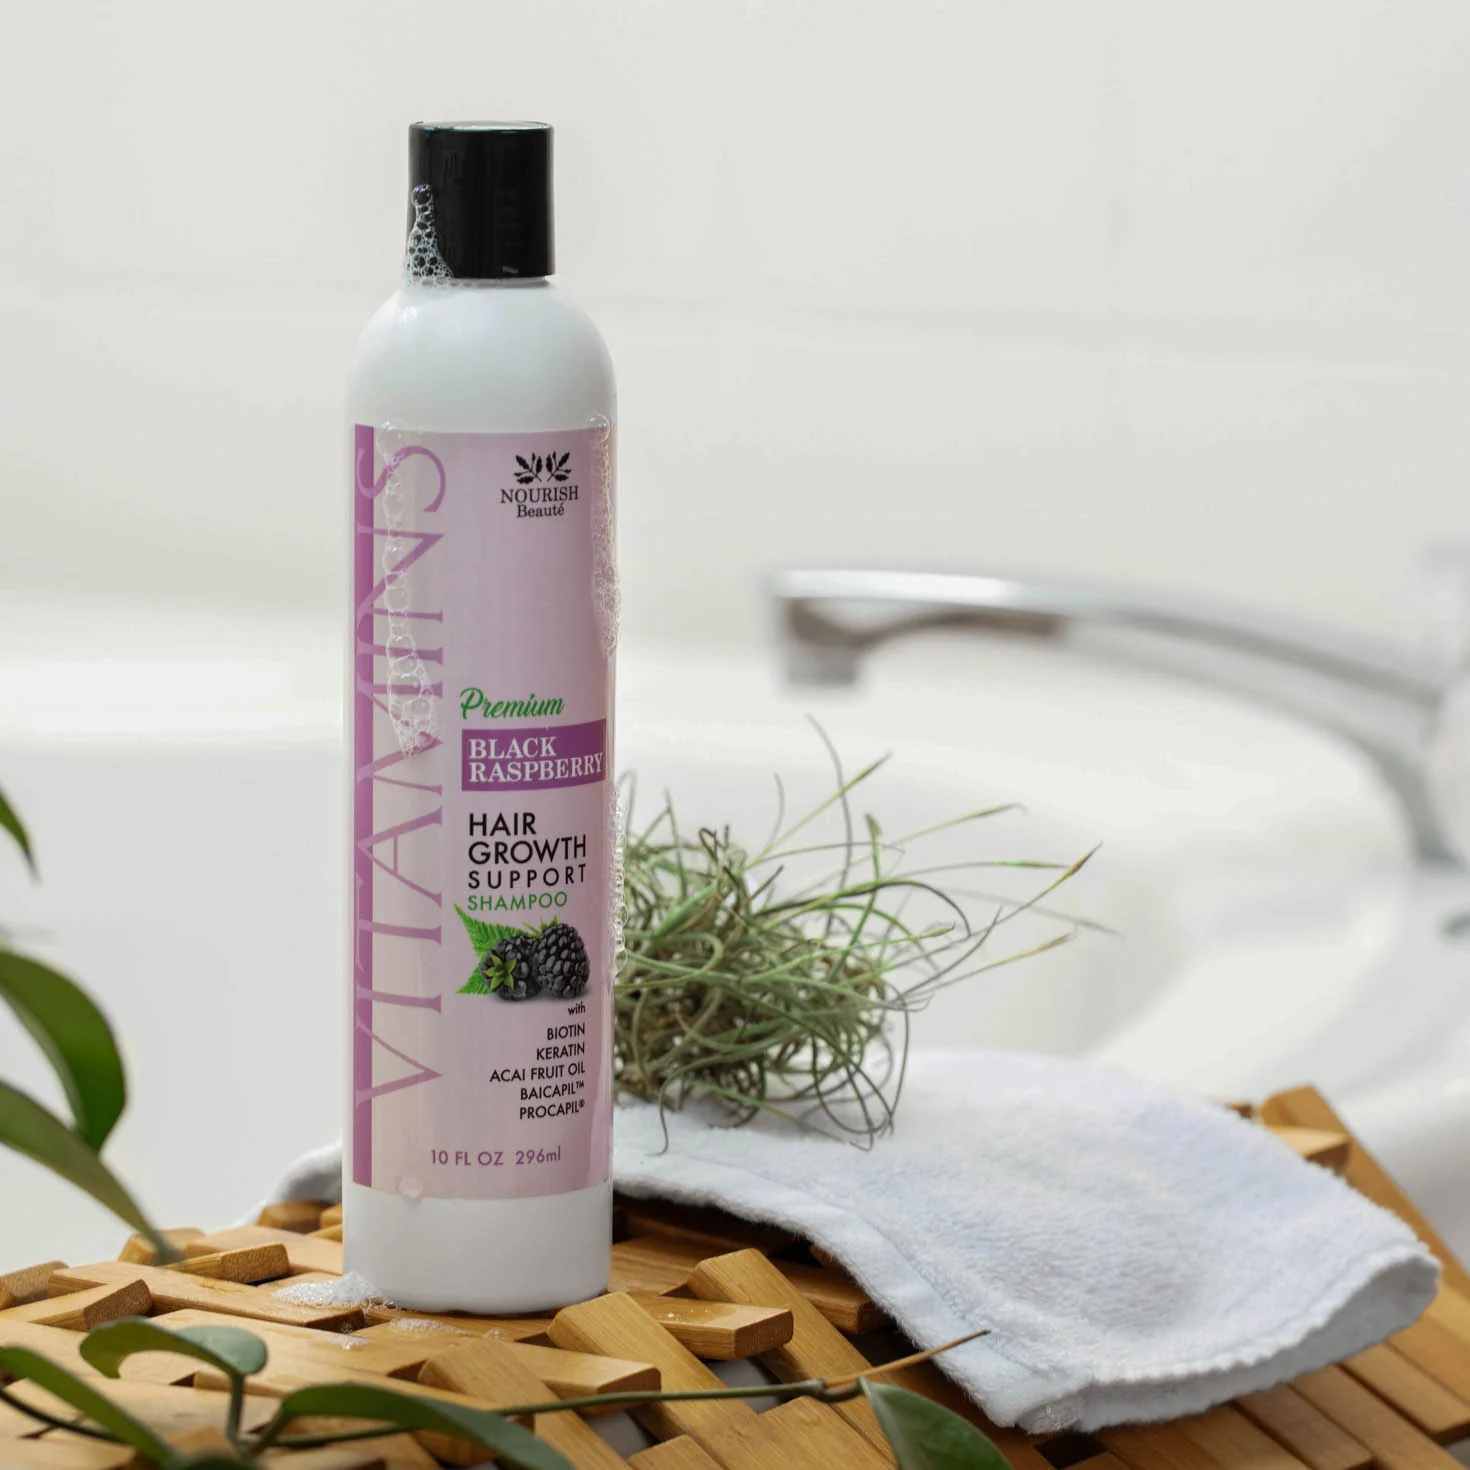 NOURISH
Beauté
VITAMINS
Premium
BLACK
RASPBERRY
HAIR
GROWTH
SUPPORT
SHAMPOO
with
BIOTIN
KERATIN
ACAI FRUIT OIL
BAICAPIL™
PROCAPIL®
10 FL OZ 296ml